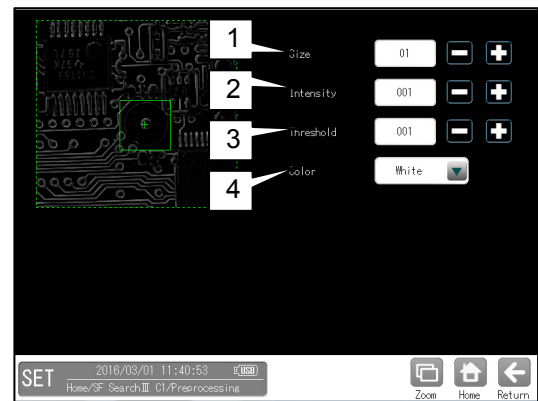 1
Size
01
2
Intensity
001
3
Threshold
001
4
Color
White
SET
2016/03/01 11:40:53
USB
Home/SF SearchⅢ C1/Preprocessing
Zoom
Home
Return